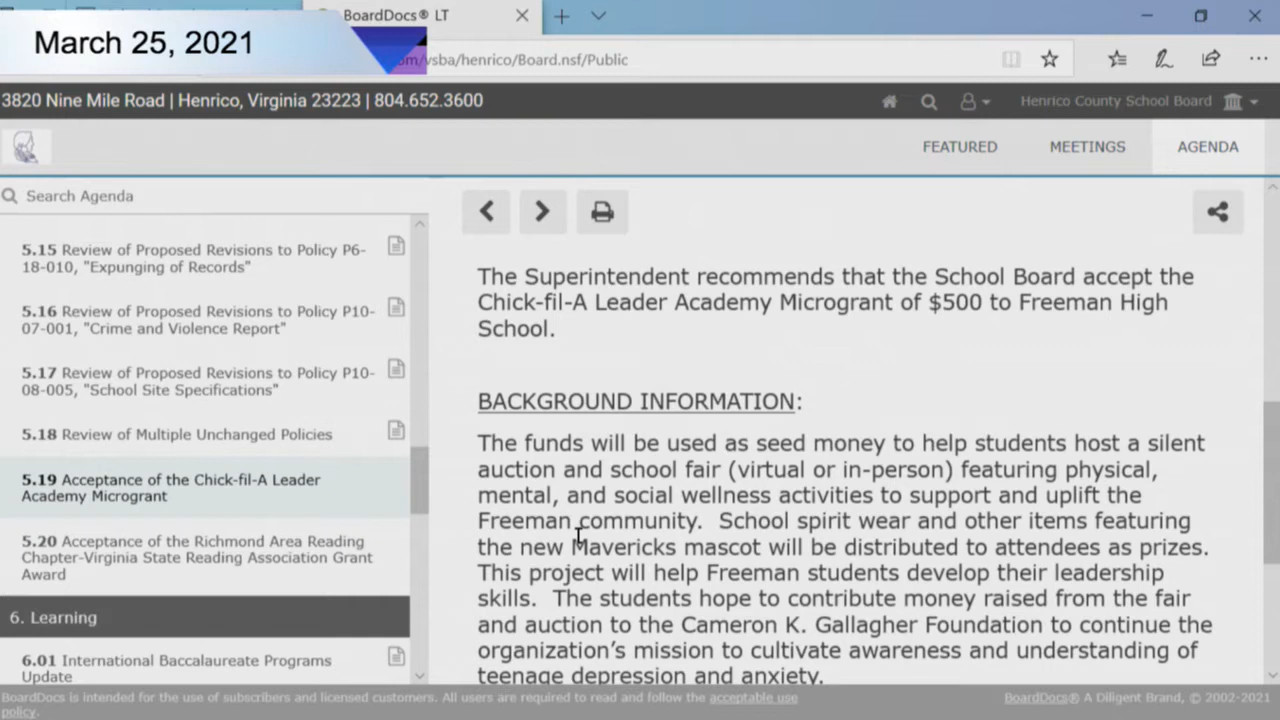 BoardDocs® LT
March 25, 2021
m/vsba/henrico/Board.nsf/Public
3820 Nine Mile Road | Henrico, Virginia 23223 | 804.652.3600
Henrico County School Board
FEATURED
MEETINGS
AGENDA
Search Agenda
5.15 Review of Proposed Revisions to Policy P6-
18-010, "Expunging of Records"
5.16 Review of Proposed Revisions to Policy P10-
07-001, "Crime and Violence Report"
5.17 Review of Proposed Revisions to Policy P10-
08-005, "School Site Specifications"
5.18 Review of Multiple Unchanged Policies
5.19 Acceptance of the Chick-fil-A Leader
Academy Microgrant
5.20 Acceptance of the Richmond Area Reading
Chapter-Virginia State Reading Association Grant
Award
6. Learning
6.01 International Baccalaureate Programs
Update
The Superintendent recommends that the School Board accept the
Chick-fil-A Leader Academy Microgrant of $500 to Freeman High
School.
BACKGROUND INFORMATION:
The funds will be used as seed money to help students host a silent
auction and school fair (virtual or in-person) featuring physical,
mental, and social wellness activities to support and uplift the
Freeman community.  School spirit wear and other items featuring
the new Mavericks mascot will be distributed to attendees as prizes.
This project will help Freeman students develop their leadership
skills.  The students hope to contribute money raised from the fair
and auction to the Cameron K. Gallagher Foundation to continue the
organization's mission to cultivate awareness and understanding of
teenage depression and anxiety.
BoardDocs is intended for the use of subscribers and licensed customers. All users are required to read and follow the acceptable use
policy.
BoardDocs® A Diligent Brand, © 2002-2021